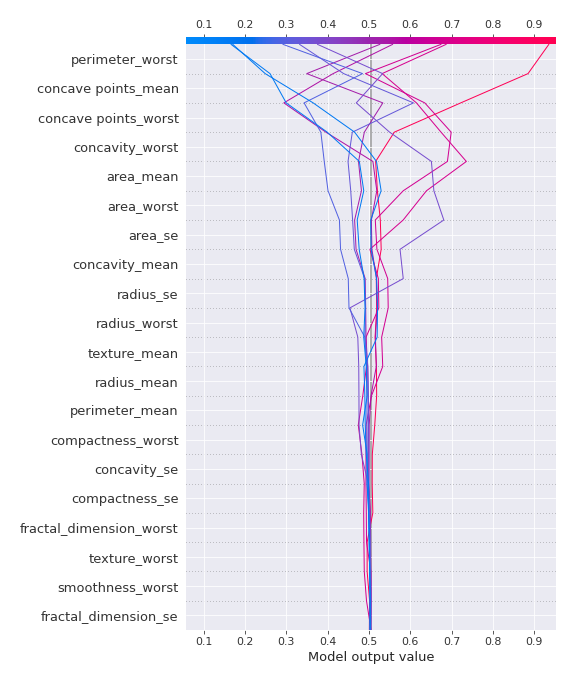 0.1 0.2 0.3 0.4 0.5 0.6 0.7 0.8 0.9
perimeter_worst
concave points_mean
concave points_worst
concavity_worst
area_mean
area_worst
area_se
concavity_mean
radius_se
radius_worst
texture_mean
radius_mean
perimeter_mean
compactness_worst
concavity_se
compactness_se
fractal_dimension_worst
texture_worst
smoothness_worst
fractal_dimension_se
0.1 0.2 0.3 0.4 0.5 0.6 0.7 0.8 0.9
Model output value